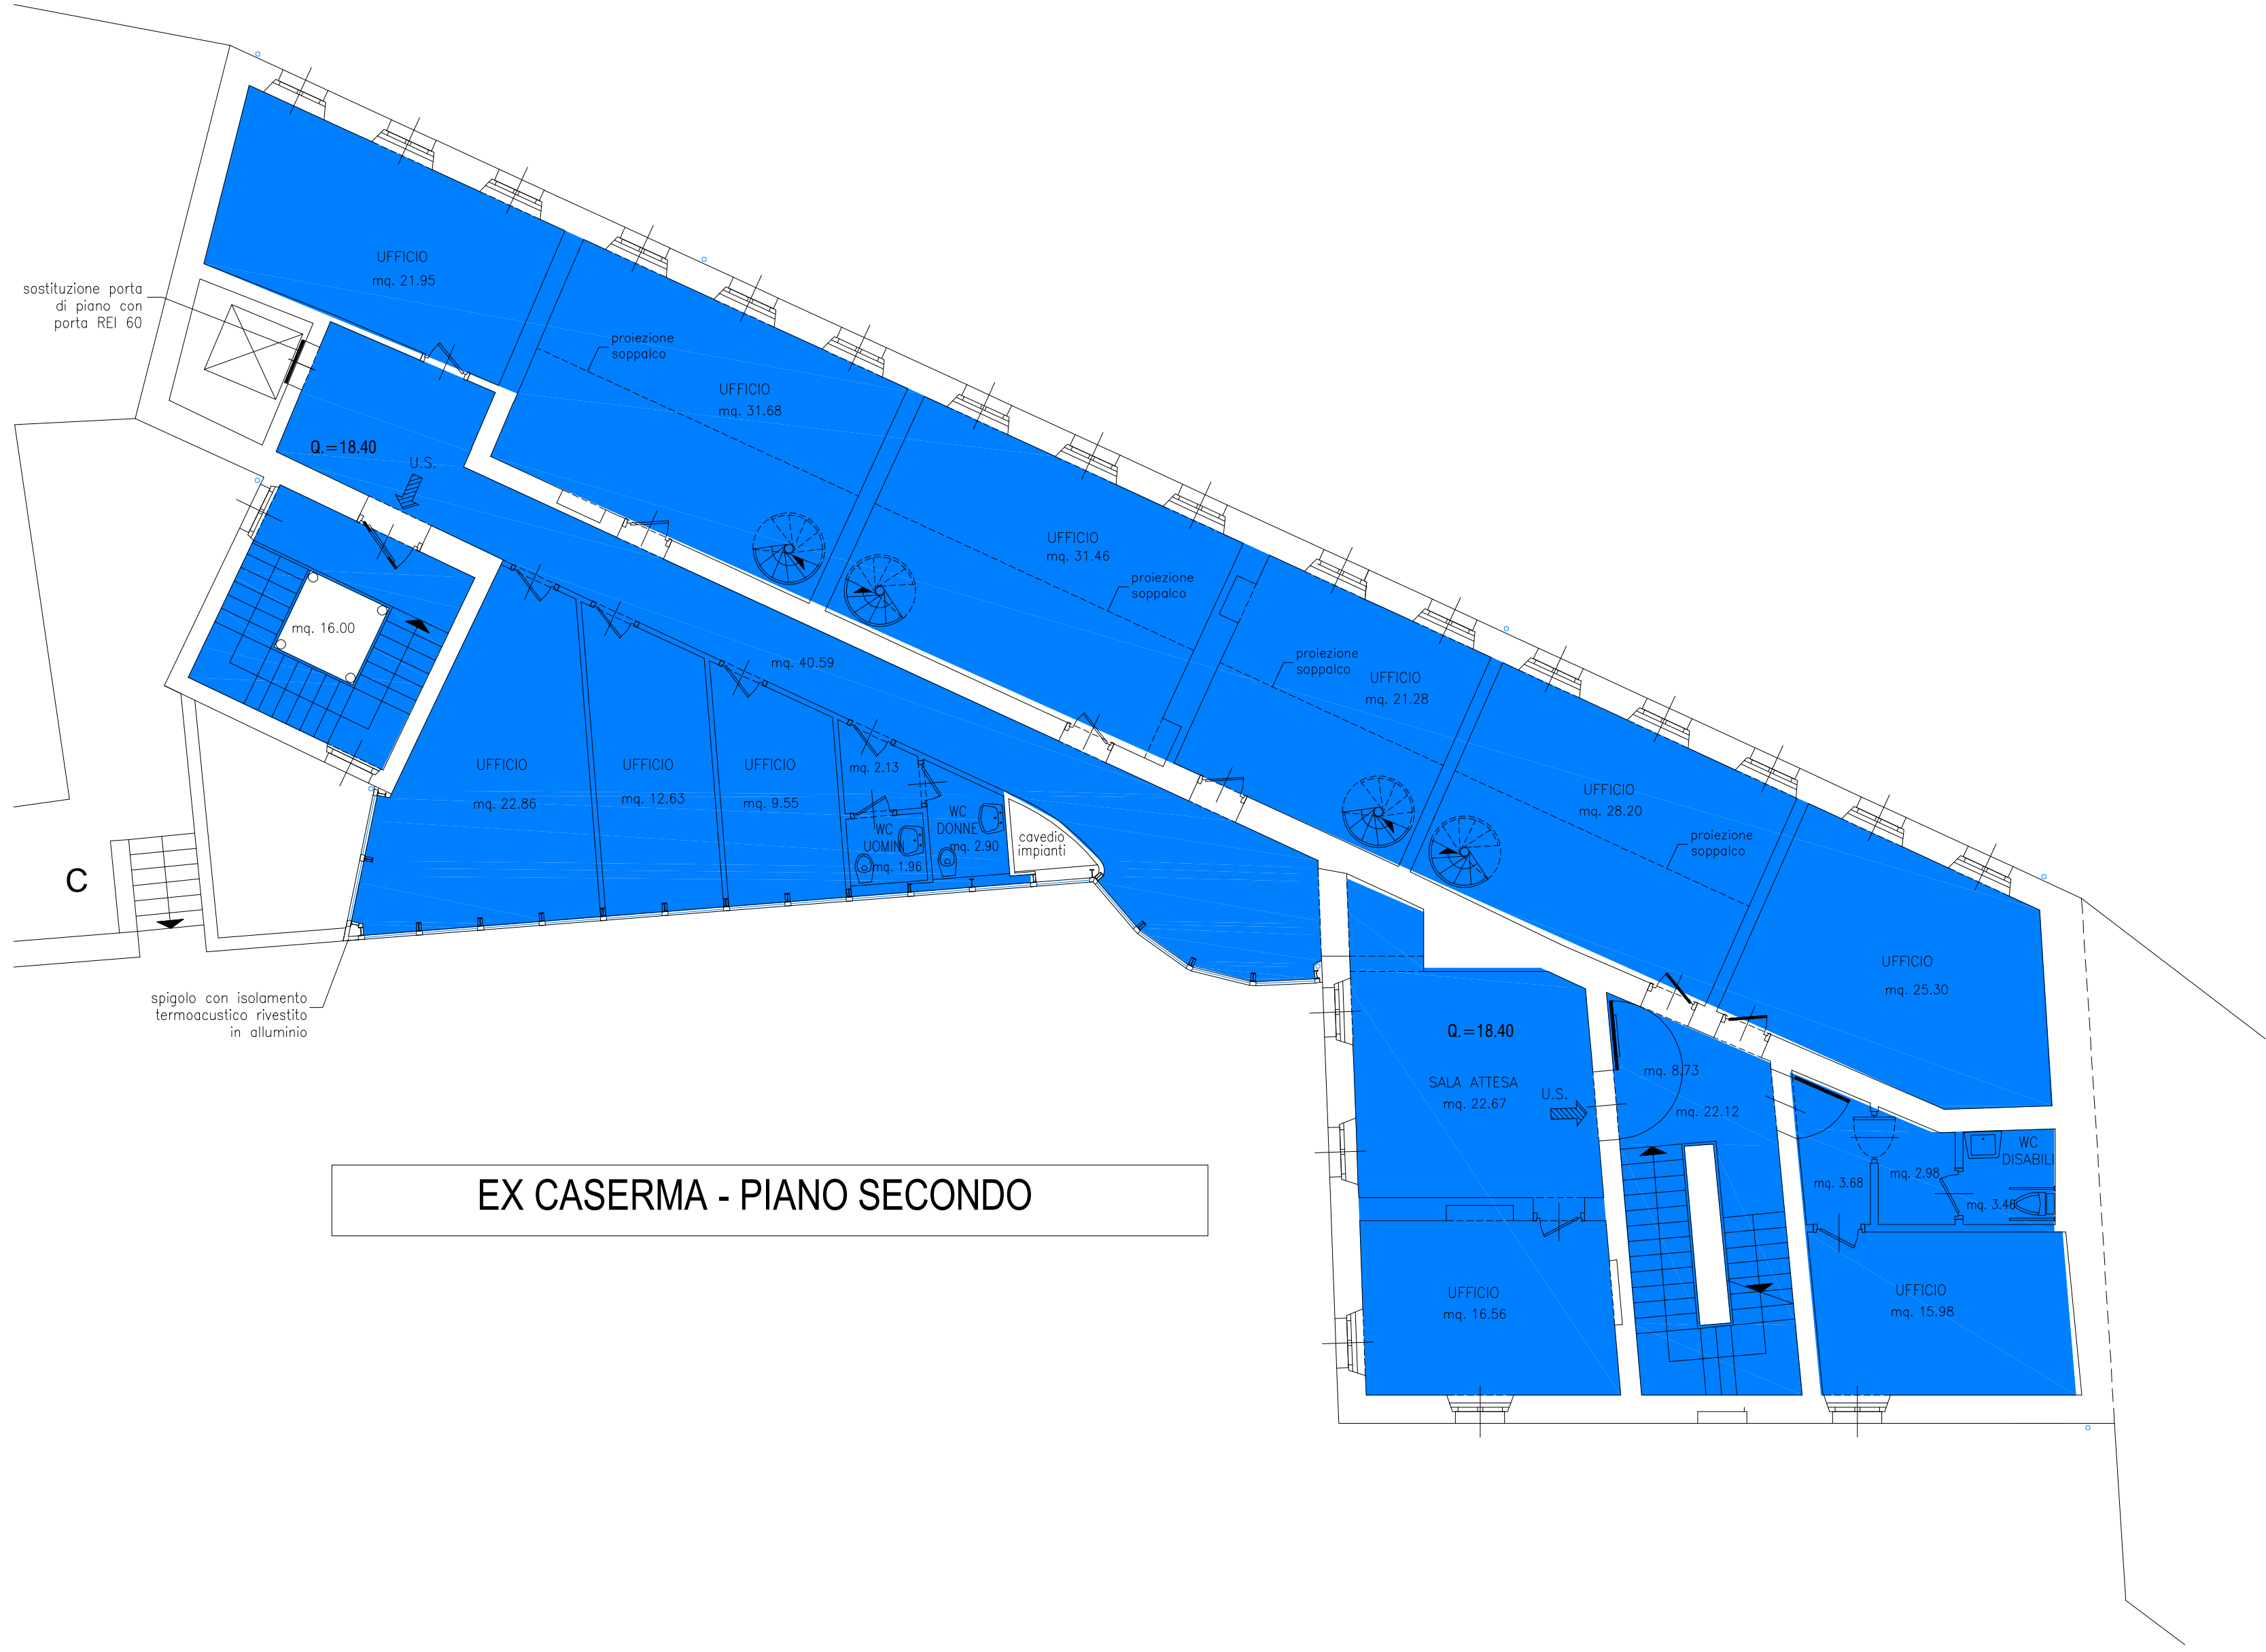 UFFICIO
mq. 21.95
sostituzione porta
di piano con
porta REI 60
proiezione
soppalco
UFFICIO
mq. 31.68
Q.=18.40
U.S.
UFFICIO
mq. 31.46
proiezione
soppalco
mq. 16.00
mq. 40.59
proiezione
soppalco
UFFICIO
mq. 21.28
UFFICIO
mq. 22.86
UFFICIO
mq. 12.63
UFFICIO
mq. 9.55
mq. 2.13
WC
UOMINI
mq. 1.96
WC
DONNE
mq. 2.90
cavedio
impianti
UFFICIO
mq. 28.20
proiezione
soppalco
C
UFFICIO
mq. 25.30
spigolo con isolamento
termoacustico rivestito
in alluminio
Q.=18.40
SALA ATTESA
mq. 22.67
U.S.
mq. 8.73
mq. 22.12
WC
DISABILI
mq. 3.68
mq. 2.98
mq. 3.46
EX CASERMA - PIANO SECONDO
UFFICIO
mq. 16.56
UFFICIO
mq. 15.98